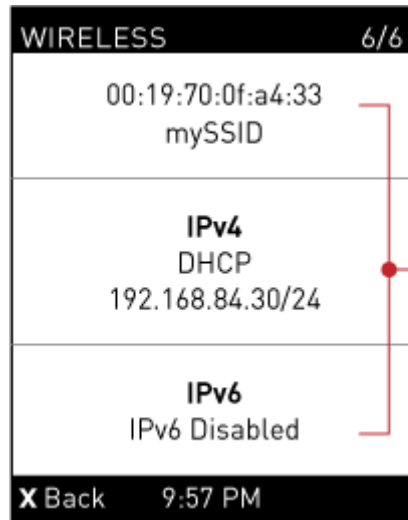 WIRELESS 6/6
00:19:70:0f:a4:33
mySSID
IPv4
DHCP
192.168.84.30/24
IPv6
IPv6 Disabled
X Back 9:57 PM